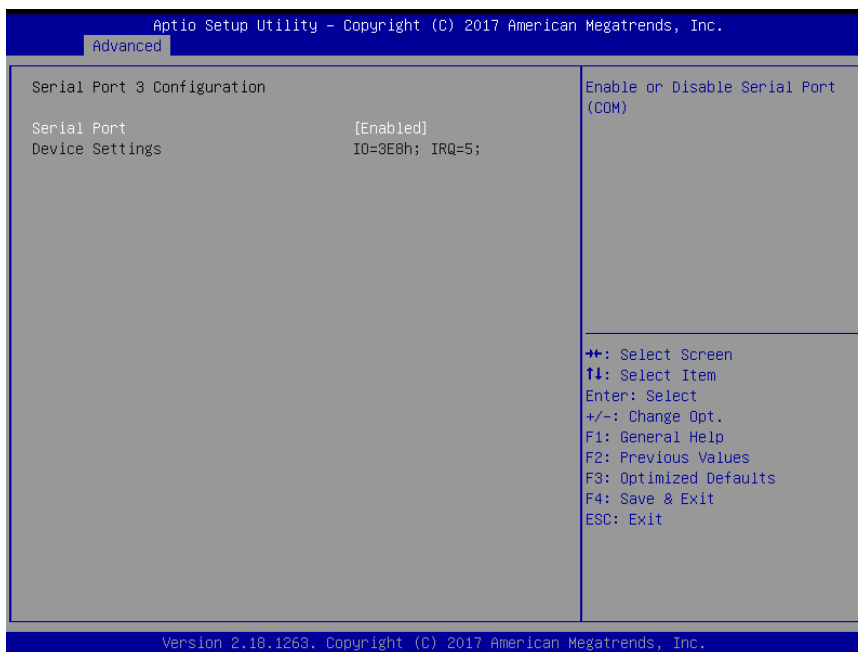 Aptio Setup Utility – Copyright (C) 2017 American Megatrends, Inc.
Advanced
Serial Port 3 Configuration
Serial Port [Enabled]
Device Settings IO=3E8h; IRQ=5;
Enable or Disable Serial Port
(COM)
→←: Select Screen
↑↓: Select Item
Enter: Select
+/-: Change Opt.
F1: General Help
F2: Previous Values
F3: Optimized Defaults
F4: Save & Exit
ESC: Exit
Version 2.18.1263. Copyright (C) 2017 American Megatrends, Inc.